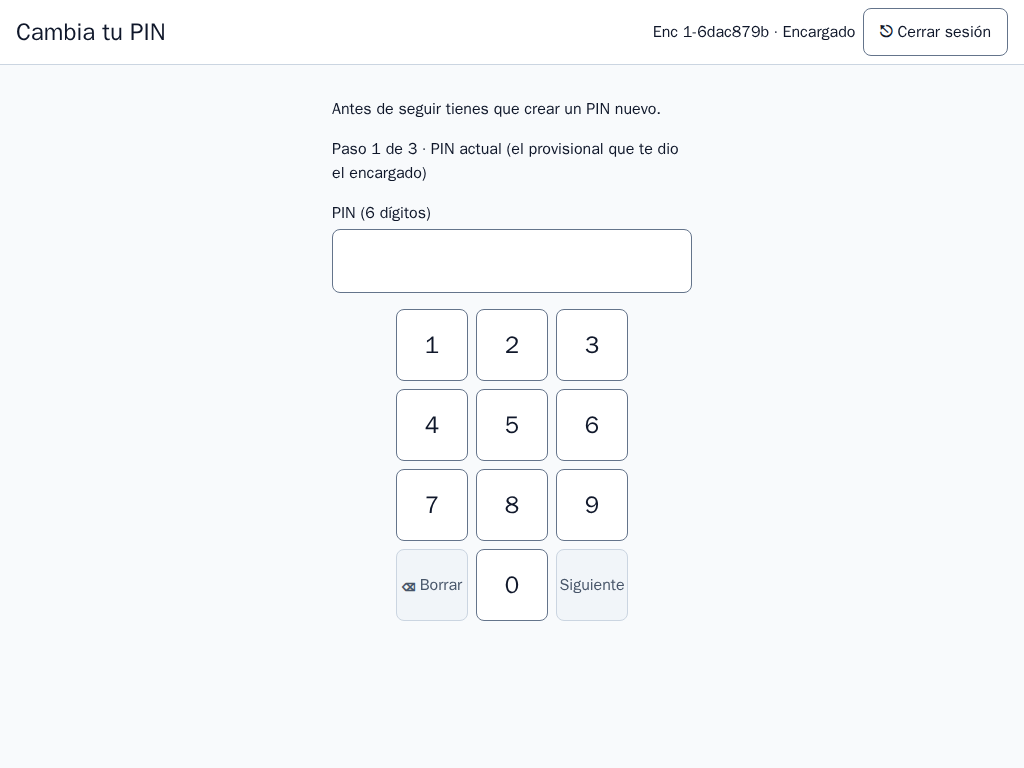 Cambia tu PIN
Enc 1-6dac879b · Encargado
Cerrar sesión
Antes de seguir tienes que crear un PIN nuevo.
Paso 1 de 3 · PIN actual (el provisional que te dio
el encargado)
PIN (6 dígitos)
1 2 3
4 5 6
7 8 9
Borrar 0 Siguiente